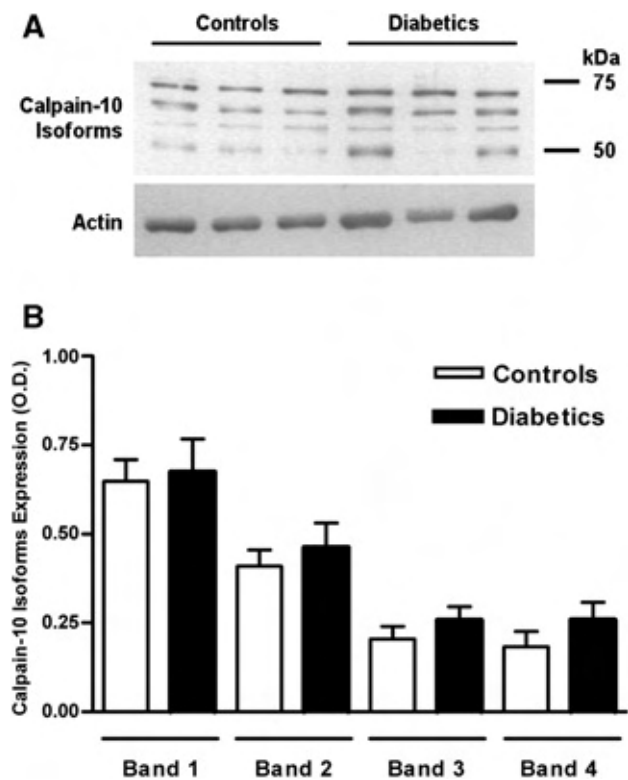 A
Controls Diabetics
kDa
75
Calpain-10
Isoforms
50
Actin
B
Calpain-10 Isoforms Expression (O.D.)
1.00
0.75
0.50
0.25
0.00
Controls
Diabetics
Band 1 Band 2 Band 3 Band 4